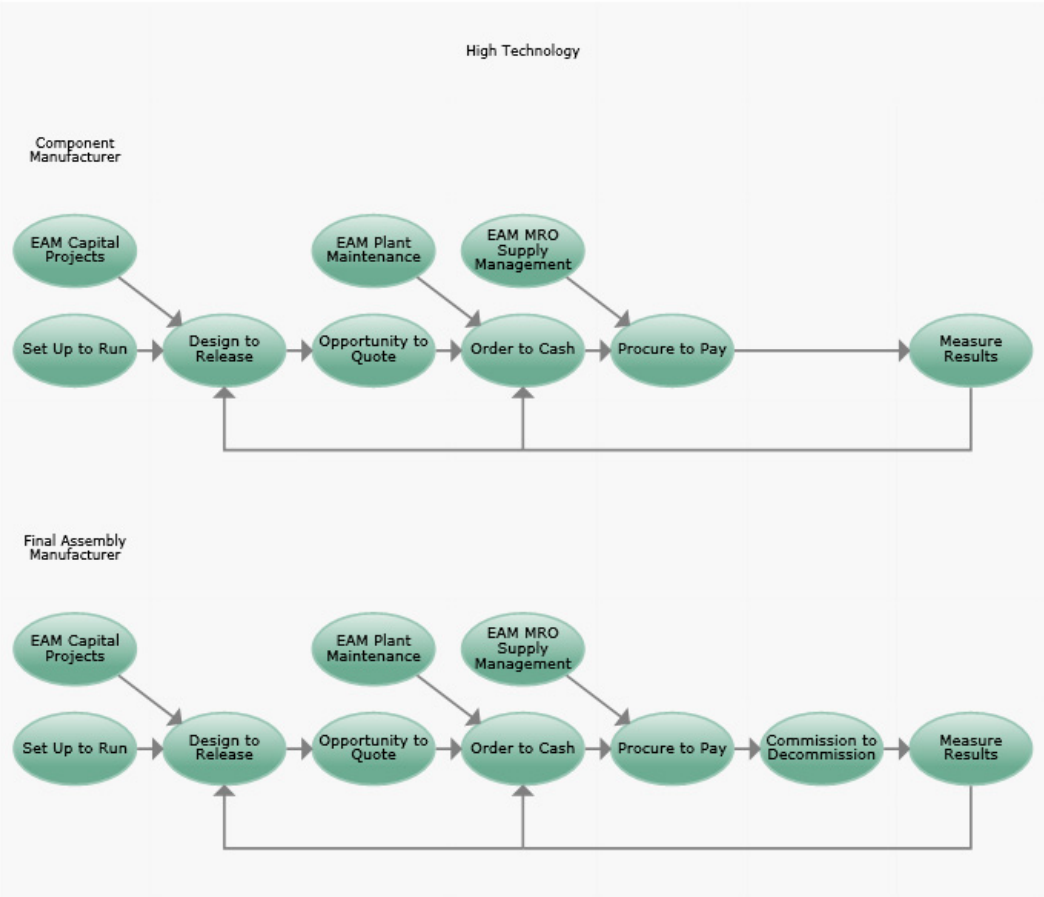 High Technology
Component
Manufacturer
EAM Capital
Projects
EAM Plant
Maintenance
EAM MRO
Supply
Management
Set Up to Run
Design to
Release
Opportunity to
Quote
Order to Cash
Procure to Pay
Measure
Results
Final Assembly
Manufacturer
EAM Capital
Projects
EAM Plant
Maintenance
EAM MRO
Supply
Management
Set Up to Run
Design to
Release
Opportunity to
Quote
Order to Cash
Procure to Pay
Commission to
Decommission
Measure
Results